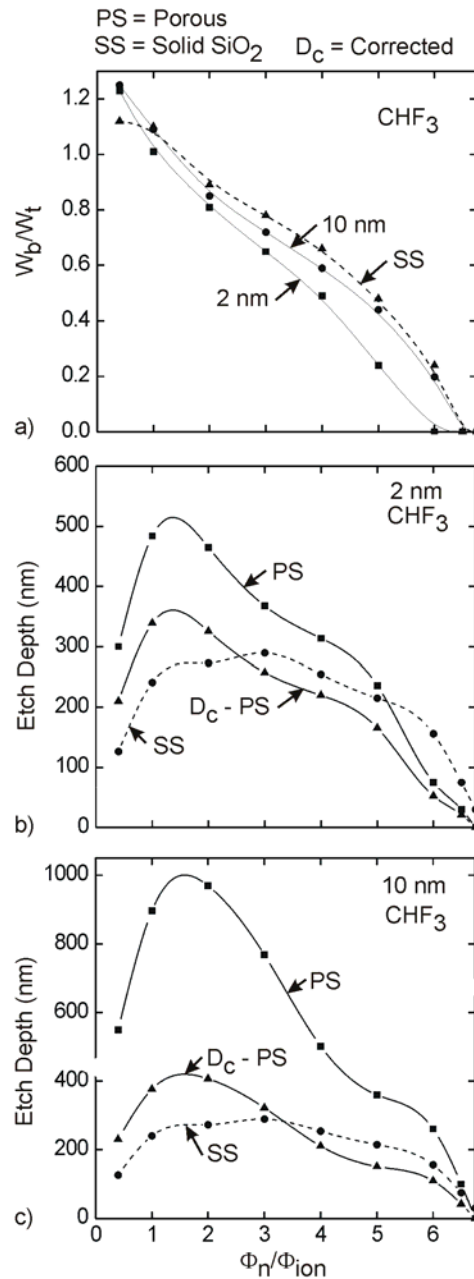 PS = Porous
SS = Solid SiO2 Dc = Corrected
CHF3
1.2
1.0
0.8
0.6
0.4
0.2
0.0
Wb/Wt
10 nm
SS
2 nm
a)
600
500
400
300
200
100
0
Etch Depth (nm)
2 nm
CHF3
PS
Dc - PS
SS
b)
1000
800
600
400
200
0
Etch Depth (nm)
10 nm
CHF3
PS
Dc - PS
SS
c)
0 1 2 3 4 5 6
Φn/Φion